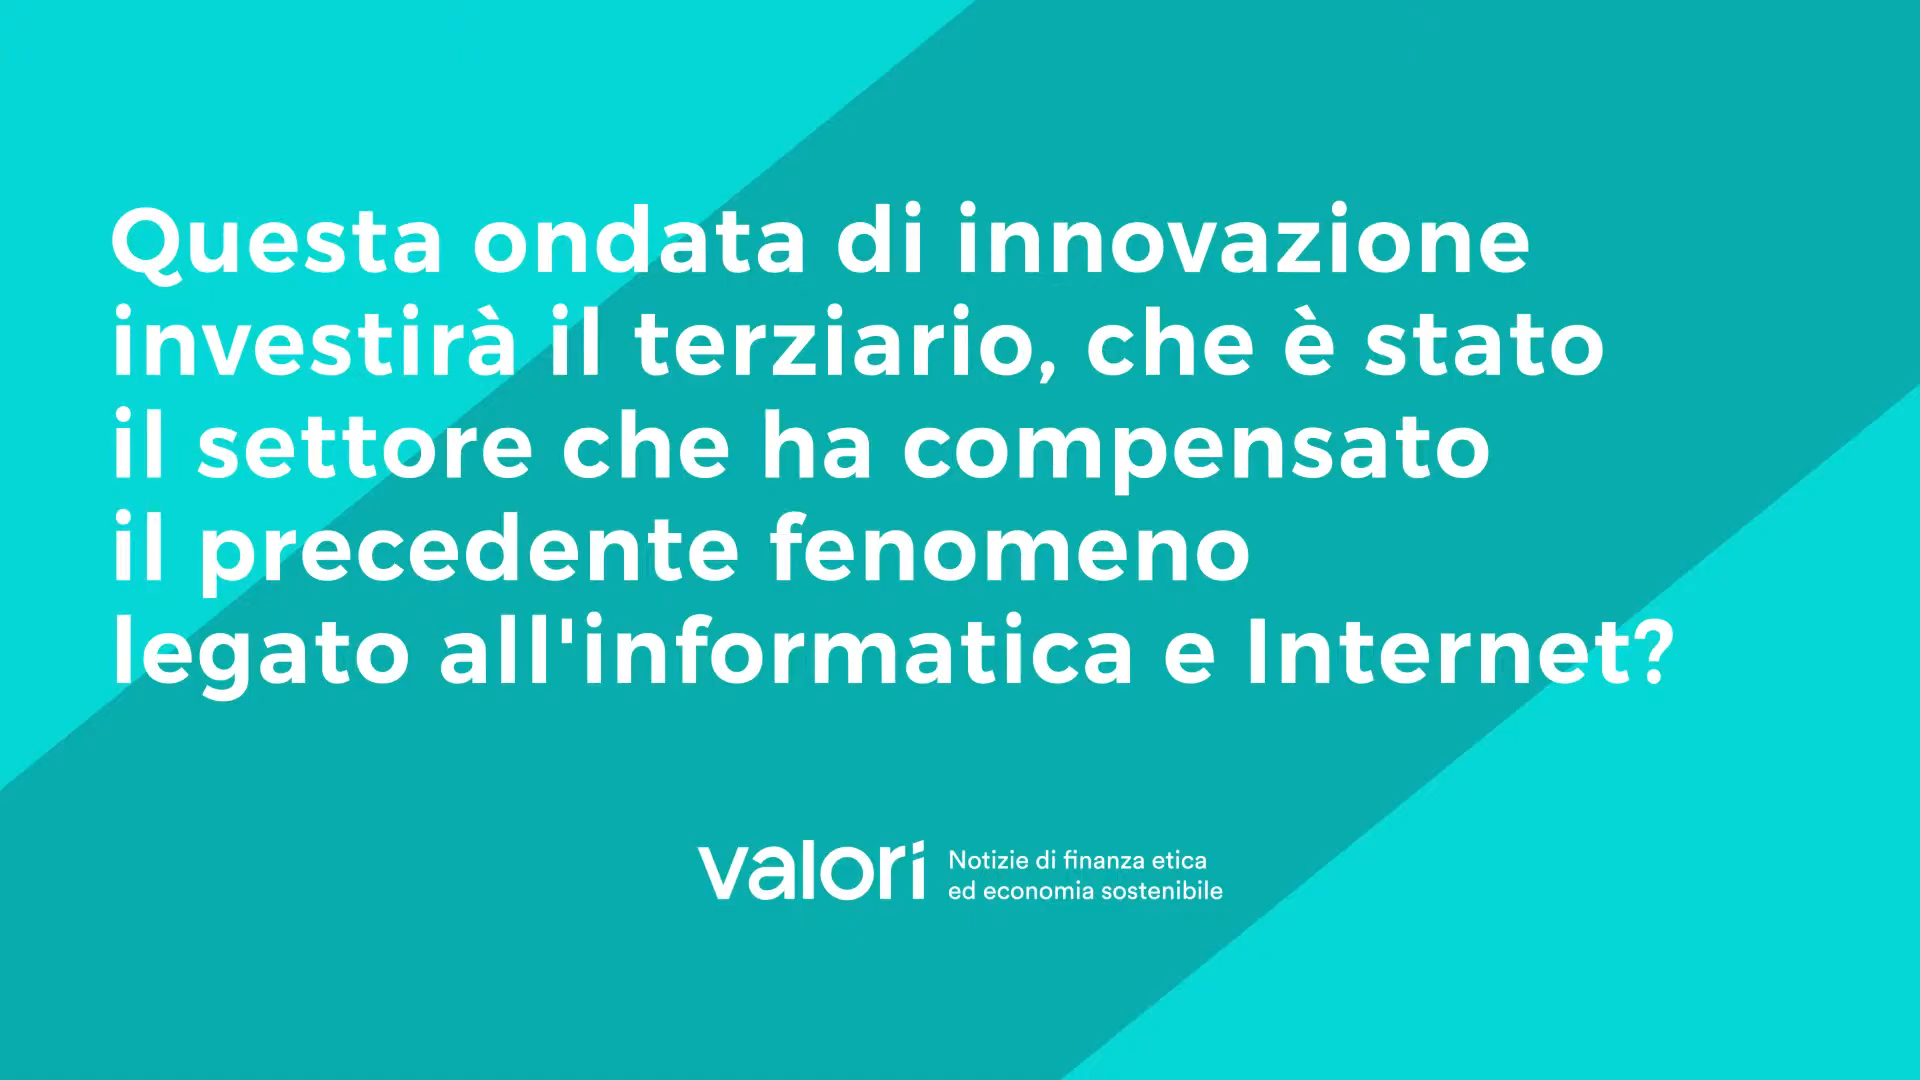 Questa ondata di innovazione
investirà il terziario, che è stato
il settore che ha compensato
il precedente fenomeno
legato all'informatica e Internet?
valori
Notizie di finanza etica
ed economia sostenibile